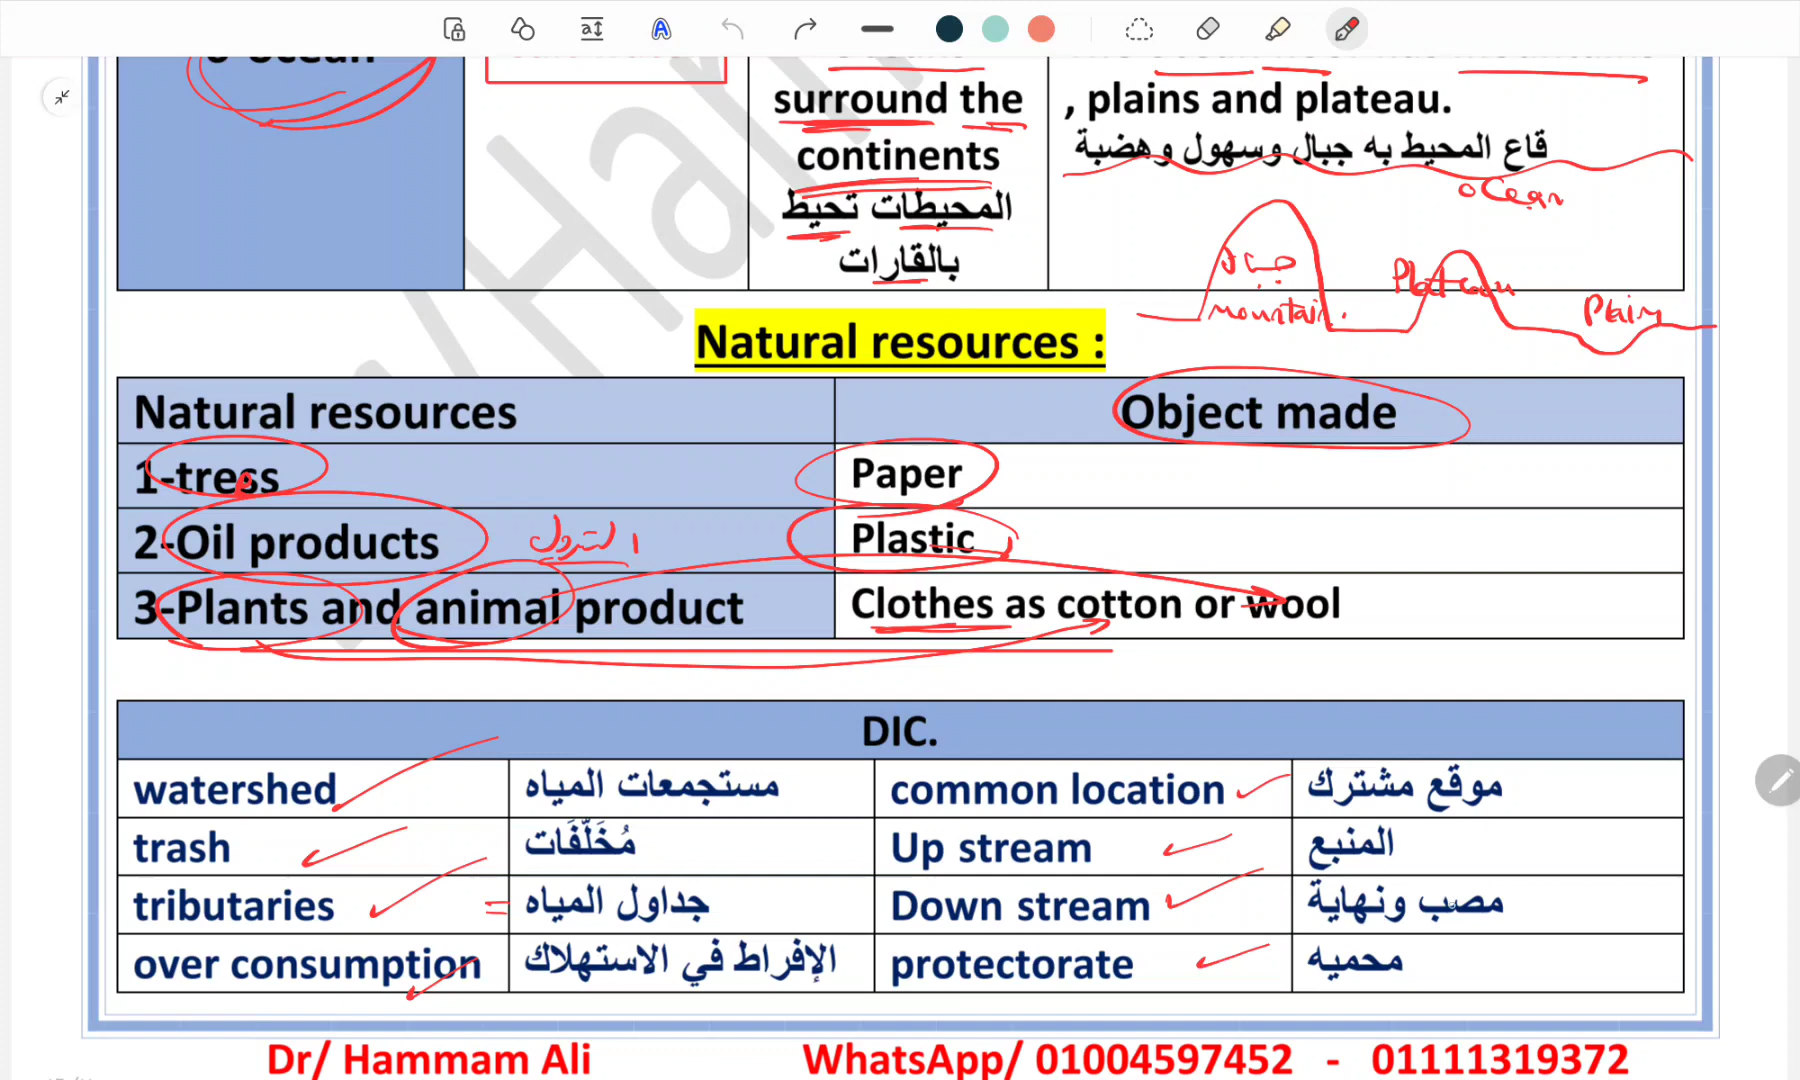 surround the
continents
المحيطات تحيط
بالقارات
, plains and plateau.
قاع المحيط به جبال وسهول وهضبة
ocean
جبال
mountain.
Plateau
Plain
Natural resources :
Natural resources
Object made
1-tress
Paper
2-Oil products
البترول
Plastic
3-Plants and animal product
Clothes as cotton or wool
DIC.
watershed
مستجمعات المياه
common location
موقع مشترك
trash
مُخَلَّفَات
Up stream
المنبع
tributaries
=
جداول المياه
Down stream
مصب ونهاية
over consumption
الإفراط في الاستهلاك
protectorate
محميه
Dr/ Hammam Ali
WhatsApp/ 01004597452 - 01111319372